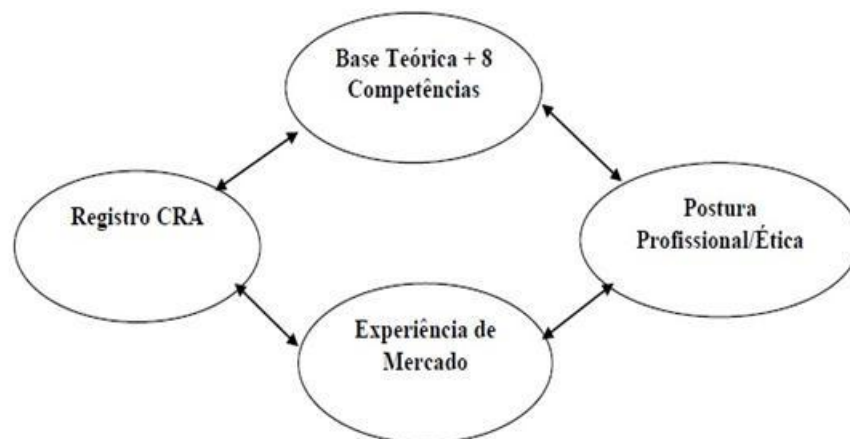 Base Teórica + 8
Competências
Registro CRA
Postura
Profissional/Ética
Experiência de
Mercado